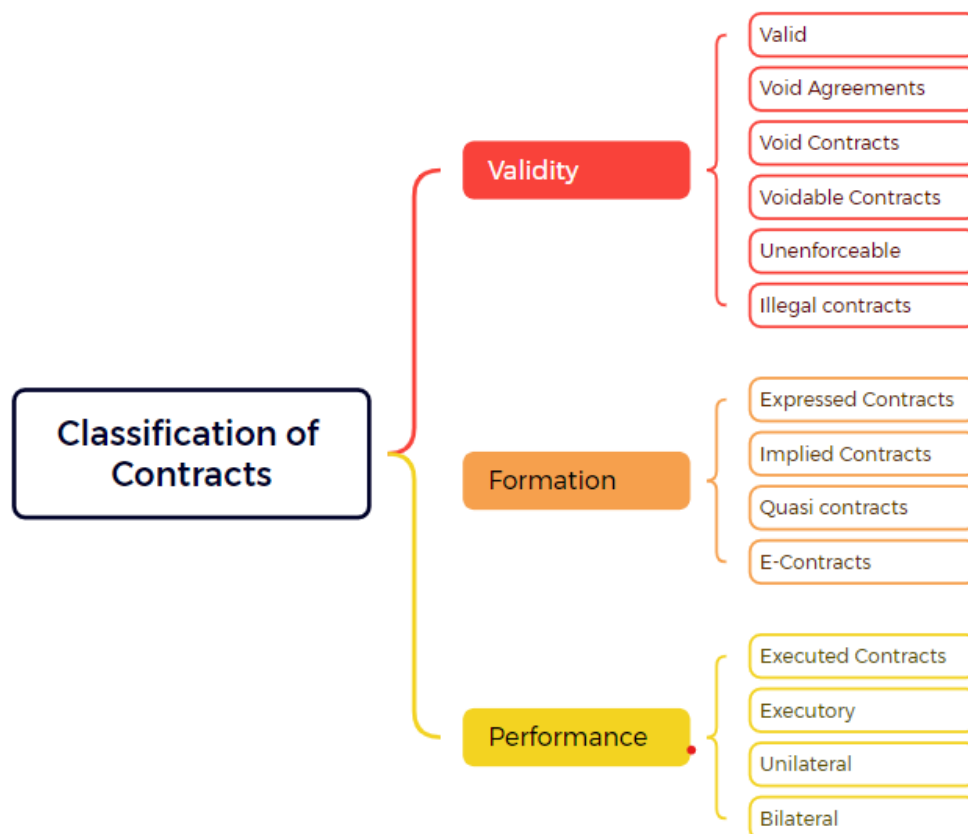 Classification of
Contracts
Validity
Valid
Void Agreements
Void Contracts
Voidable Contracts
Unenforceable
Illegal contracts
Formation
Expressed Contracts
Implied Contracts
Quasi contracts
E-Contracts
Performance
Executed Contracts
Executory
Unilateral
Bilateral